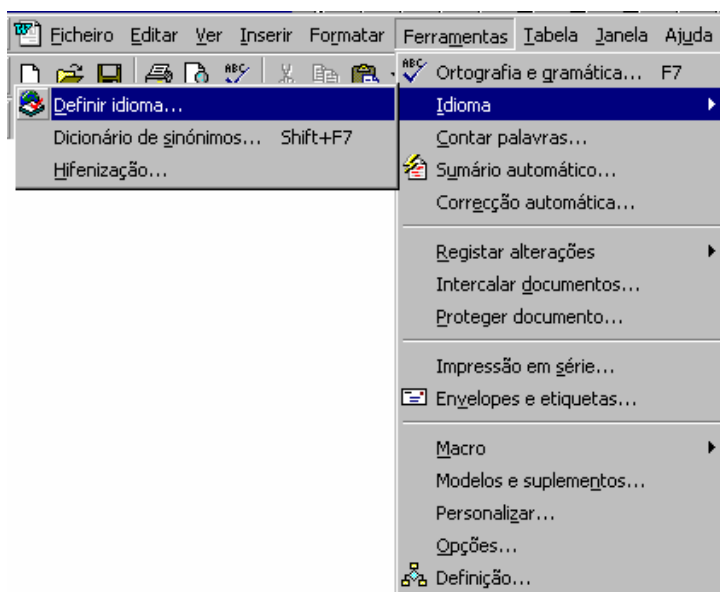 Ficheiro Editar Ver Inserir Formatar Ferramentas Tabela Janela Ajuda
Definir idioma...
Dicionário de sinónimos... Shift+F7
Hifenização...
Ortografia e gramática... F7
Idioma
Contar palavras...
Sumário automático...
Correcção automática...
Registar alterações
Intercalar documentos...
Proteger documento...
Impressão em série...
Envelopes e etiquetas...
Macro
Modelos e suplementos...
Personalizar...
Opções...
Definição...